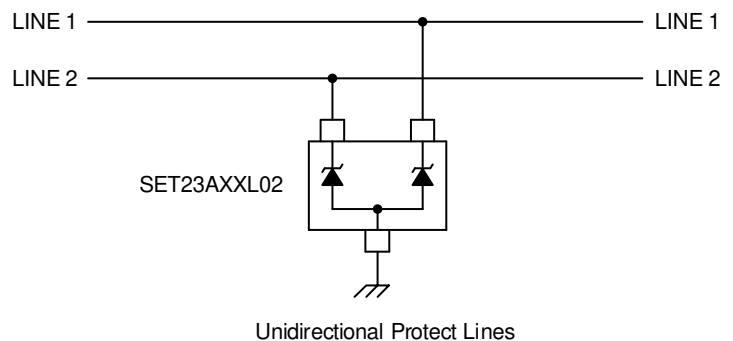 LINE 1 LINE 1
LINE 2 LINE 2
SET23AXXL02
Unidirectional Protect Lines